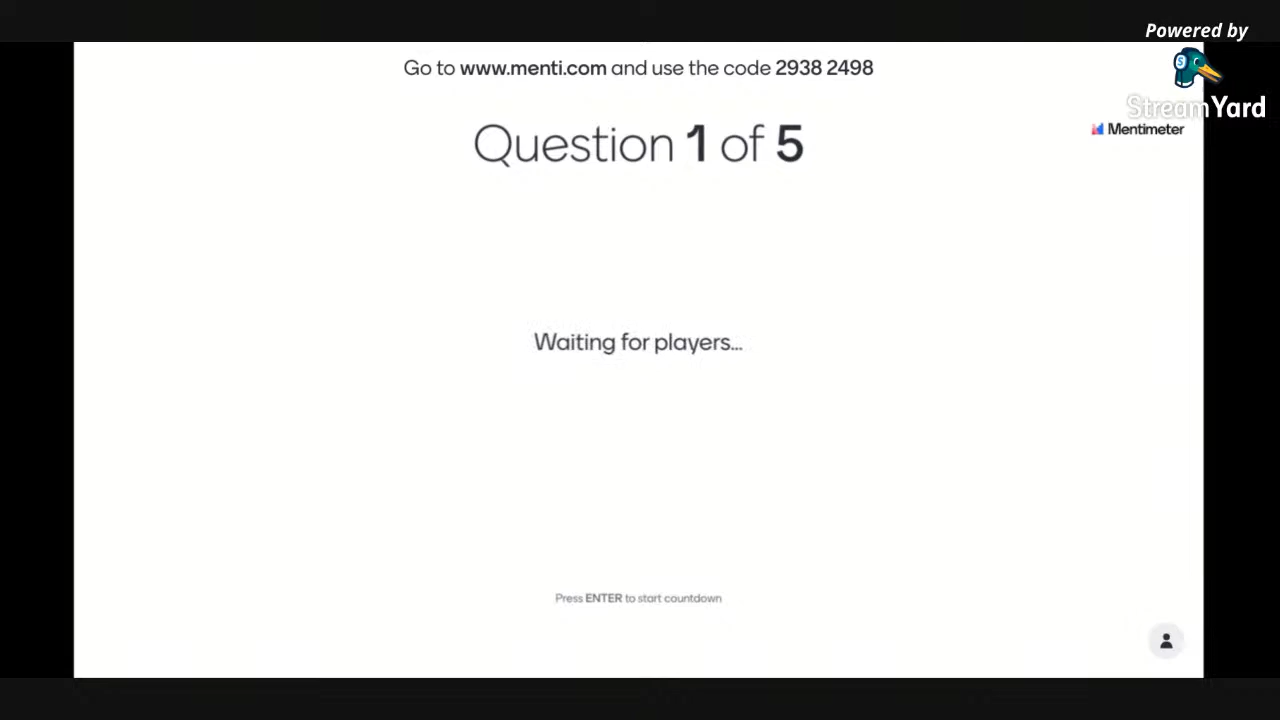 Powered by
StreamYard
Go to www.menti.com and use the code 2938 2498
Mentimeter
Question 1 of 5
Waiting for players...
Press ENTER to start countdown